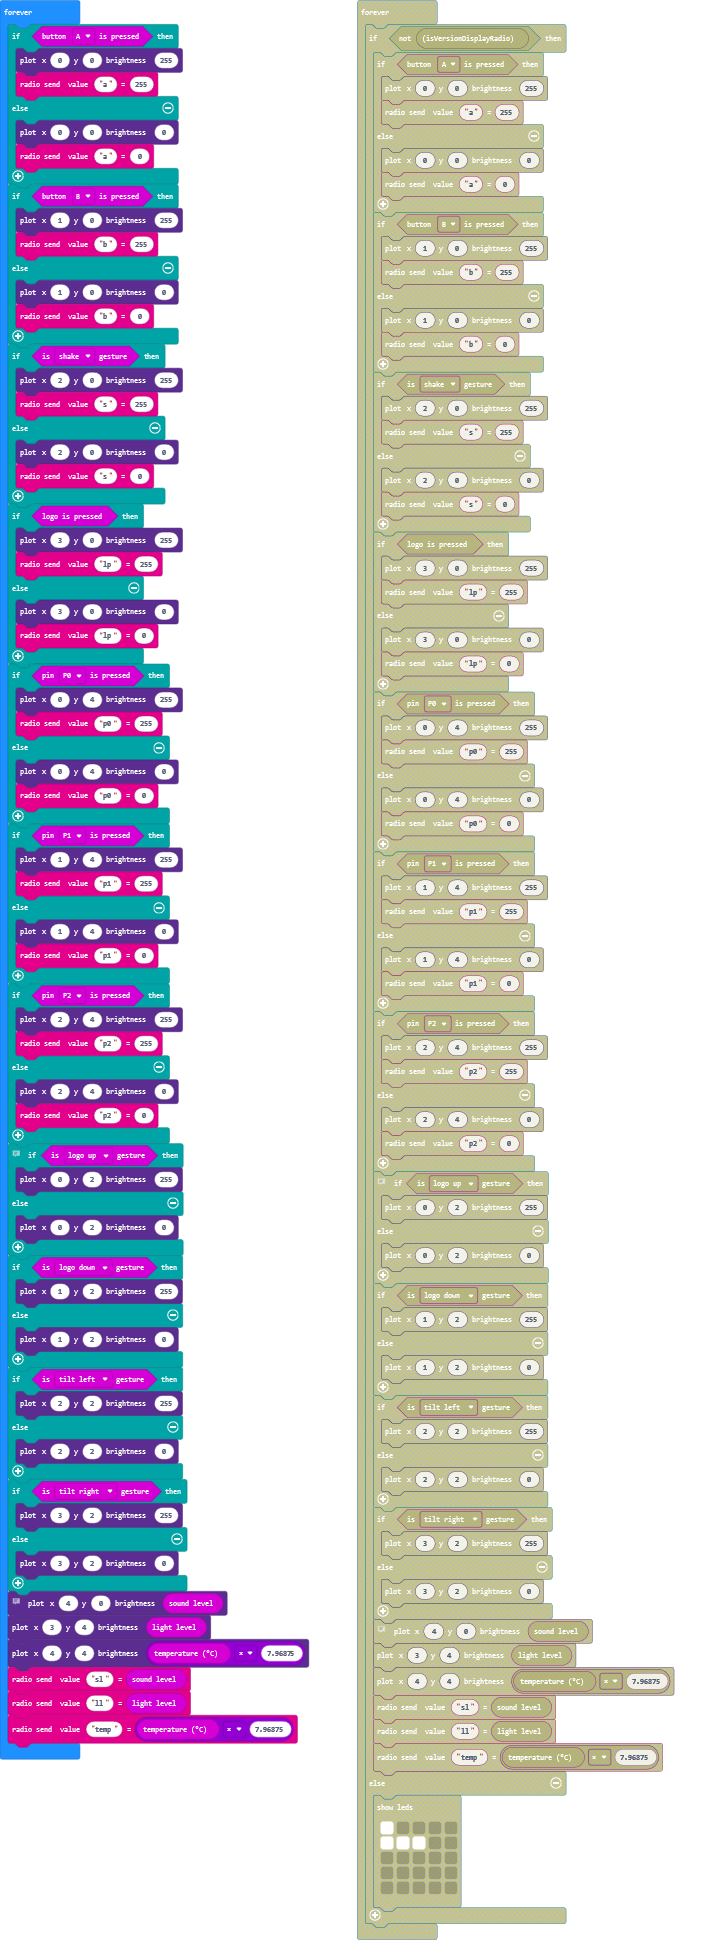 forever
if button A is pressed then
plot x 0 y 0 brightness 255
radio send value "a" = 255
else
plot x 0 y 0 brightness 0
radio send value "a" = 0
if button B is pressed then
plot x 1 y 0 brightness 255
radio send value "b" = 255
else
plot x 1 y 0 brightness 0
radio send value "b" = 0
if is shake gesture then
plot x 2 y 0 brightness 255
radio send value "s" = 255
else
plot x 2 y 0 brightness 0
radio send value "s" = 0
if logo is pressed then
plot x 3 y 0 brightness 255
radio send value "lp" = 255
else
plot x 3 y 0 brightness 0
radio send value "lp" = 0
if pin P0 is pressed then
plot x 0 y 4 brightness 255
radio send value "p0" = 255
else
plot x 0 y 4 brightness 0
radio send value "p0" = 0
if pin P1 is pressed then
plot x 1 y 4 brightness 255
radio send value "p1" = 255
else
plot x 1 y 4 brightness 0
radio send value "p1" = 0
if pin P2 is pressed then
plot x 2 y 4 brightness 255
radio send value "p2" = 255
else
plot x 2 y 4 brightness 0
radio send value "p2" = 0
if is logo up gesture then
plot x 0 y 2 brightness 255
else
plot x 0 y 2 brightness 0
if is logo down gesture then
plot x 1 y 2 brightness 255
else
plot x 1 y 2 brightness 0
if is tilt left gesture then
plot x 2 y 2 brightness 255
else
plot x 2 y 2 brightness 0
if is tilt right gesture then
plot x 3 y 2 brightness 255
else
plot x 3 y 2 brightness 0
plot x 4 y 0 brightness sound level
plot x 3 y 4 brightness light level
plot x 4 y 4 brightness temperature (°C) × 7.96875
radio send value "sl" = sound level
radio send value "ll" = light level
radio send value "temp" = temperature (°C) × 7.96875
forever
if not (isVersionDisplayRadio) then
if button A is pressed then
plot x 0 y 0 brightness 255
radio send value "a" = 255
else
plot x 0 y 0 brightness 0
radio send value "a" = 0
if button B is pressed then
plot x 1 y 0 brightness 255
radio send value "b" = 255
else
plot x 1 y 0 brightness 0
radio send value "b" = 0
if is shake gesture then
plot x 2 y 0 brightness 255
radio send value "s" = 255
else
plot x 2 y 0 brightness 0
radio send value "s" = 0
if logo is pressed then
plot x 3 y 0 brightness 255
radio send value "lp" = 255
else
plot x 3 y 0 brightness 0
radio send value "lp" = 0
if pin P0 is pressed then
plot x 0 y 4 brightness 255
radio send value "p0" = 255
else
plot x 0 y 4 brightness 0
radio send value "p0" = 0
if pin P1 is pressed then
plot x 1 y 4 brightness 255
radio send value "p1" = 255
else
plot x 1 y 4 brightness 0
radio send value "p1" = 0
if pin P2 is pressed then
plot x 2 y 4 brightness 255
radio send value "p2" = 255
else
plot x 2 y 4 brightness 0
radio send value "p2" = 0
if is logo up gesture then
plot x 0 y 2 brightness 255
else
plot x 0 y 2 brightness 0
if is logo down gesture then
plot x 1 y 2 brightness 255
else
plot x 1 y 2 brightness 0
if is tilt left gesture then
plot x 2 y 2 brightness 255
else
plot x 2 y 2 brightness 0
if is tilt right gesture then
plot x 3 y 2 brightness 255
else
plot x 3 y 2 brightness 0
plot x 4 y 0 brightness sound level
plot x 3 y 4 brightness light level
plot x 4 y 4 brightness temperature (°C) × 7.96875
radio send value "sl" = sound level
radio send value "ll" = light level
radio send value "temp" = temperature (°C) × 7.96875
else
show leds